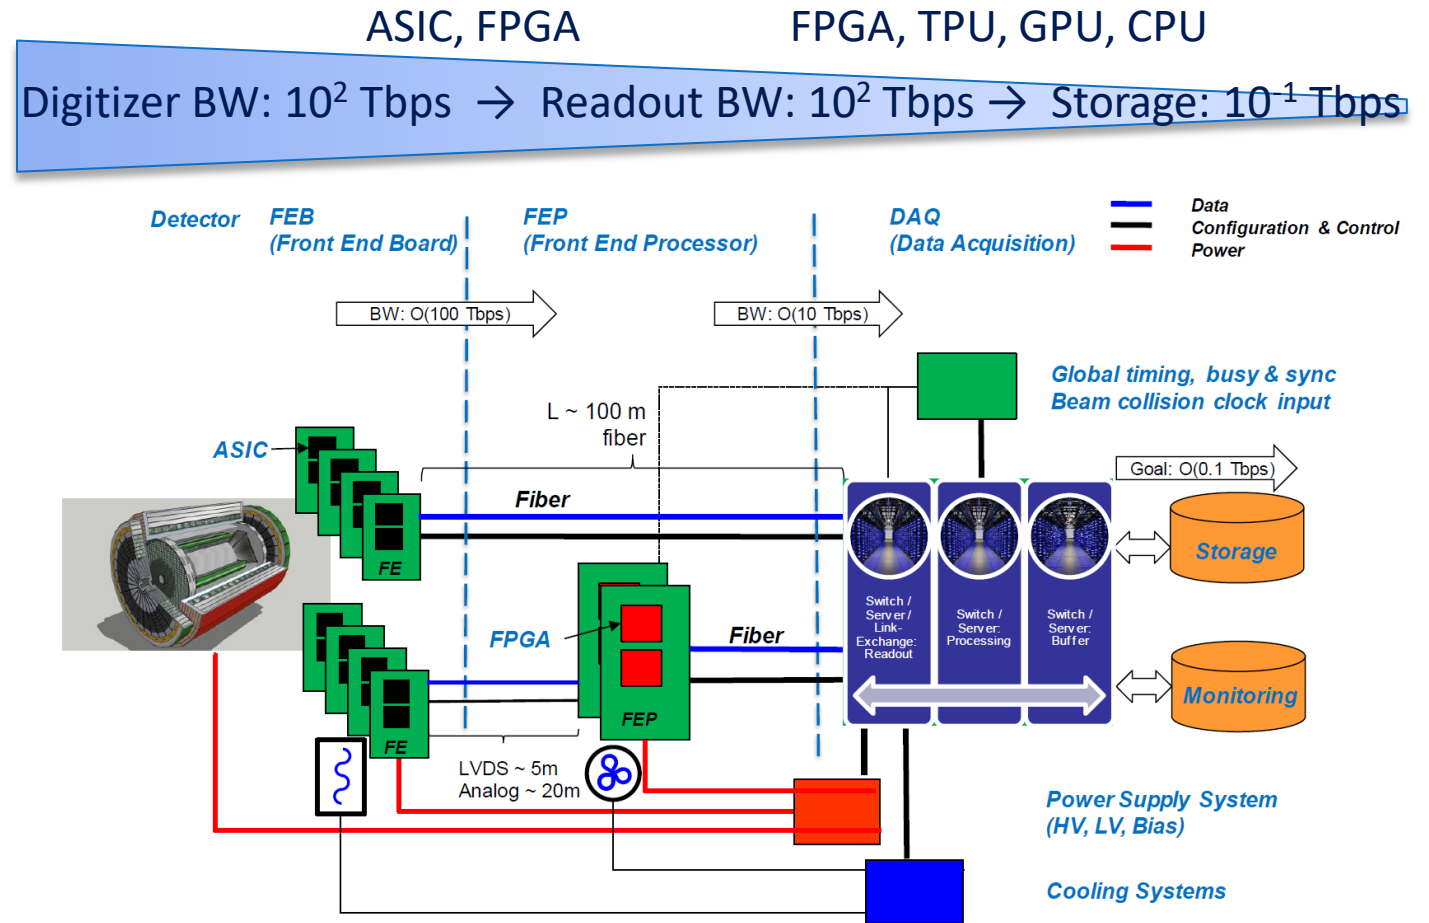 ASIC, FPGA
FPGA, TPU, GPU, CPU
Digitizer BW: 10² Tbps → Readout BW: 10² Tbps → Storage: 10⁻¹ Tbps
Detector
FEB
(Front End Board)
FEP
(Front End Processor)
DAQ
(Data Acquisition)
Data
Configuration & Control
Power
BW: O(100 Tbps)
BW: O(10 Tbps)
Global timing, busy & sync
Beam collision clock input
L ~ 100 m
fiber
ASIC
Goal: O(0.1 Tbps)
Fiber
FE
Storage
Switch /
Server /
Link-
Exchange:
Readout
Switch /
Server:
Processing
Switch /
Server:
Buffer
FPGA
Fiber
Monitoring
FEP
FE
LVDS ~ 5m
Analog ~ 20m
Power Supply System
(HV, LV, Bias)
Cooling Systems